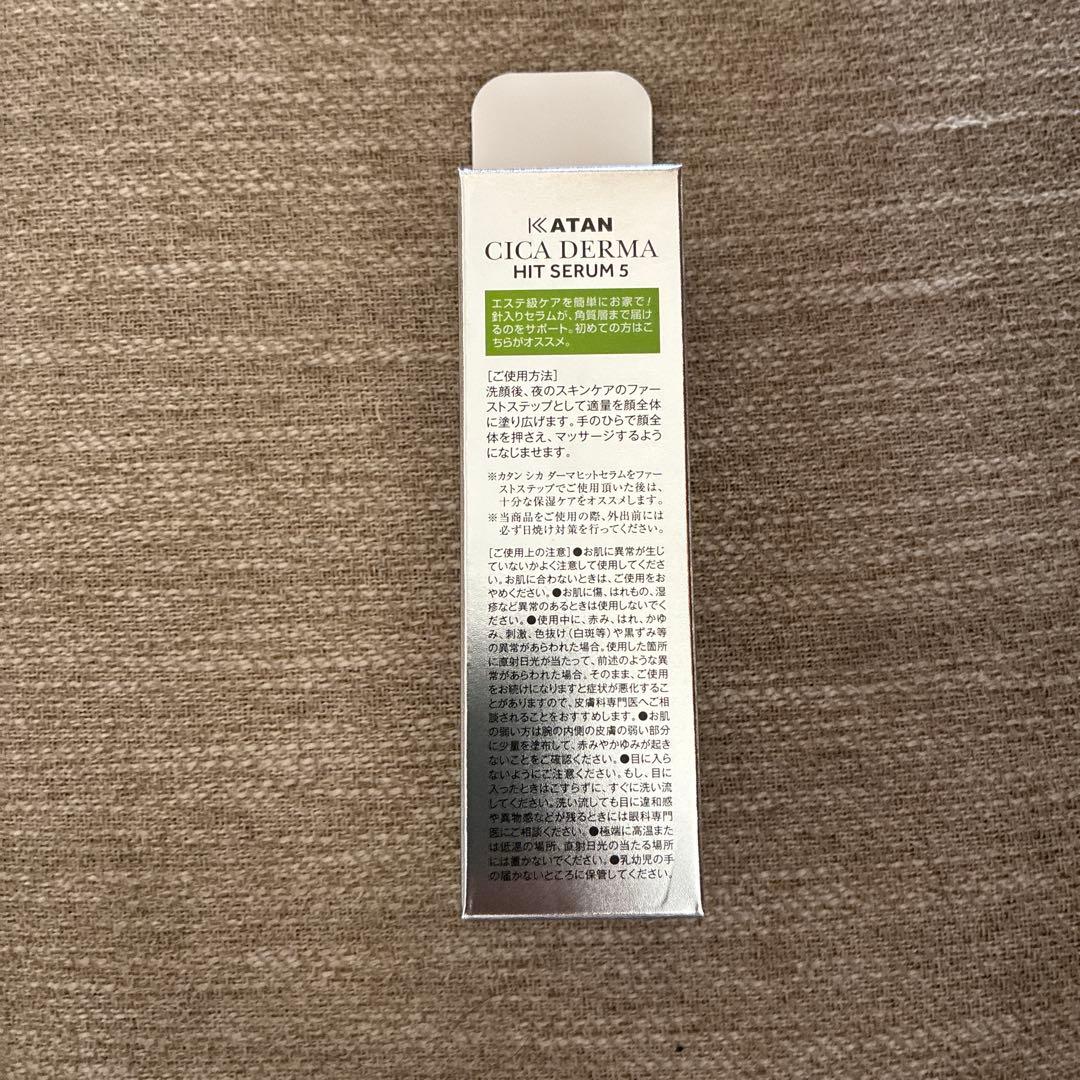 KATAN
CICA DERMA
HIT SERUM 5
エステ級ケアを簡単にお家で!
針入りセラムが、角質層まで届け
るのをサポート。初めての方はこ
ちらがオススメ。
[ご使用方法]
洗顔後、夜のスキンケアのファー
ストステップとして適量を顔全体
に塗り広げます。手のひらで顔全
体を押さえ、マッサージするよう
になじませます。
※カタン シカ ダーマヒットセラムをファー
ストステップでご使用頂いた後は、
十分な保湿ケアをオススメします。
※当商品をご使用の際、外出前には
必ず日焼け対策を行ってください。
[ご使用上の注意]●お肌に異常が生じ
ていないかよく注意して使用してくださ
い。お肌に合わないときは、ご使用をお
やめください。●お肌に傷、はれもの、湿
疹など異常のあるときは使用しないでく
ださい。●使用中に、赤み、はれ、かゆ
み、刺激、色抜け(白斑等)や黒ずみ等
の異常があらわれた場合。使用した箇所
に直射日光が当たって、前述のような異
常があらわれた場合。そのまま、ご使用
をお続けになりますと症状が悪化するこ
とがありますので、皮膚科専門医へご相
談されることをおすすめします。●お肌
の弱い方は腕の内側の皮膚の弱い部分
に少量を塗布して、赤みやかゆみが起き
ないことをご確認ください。●目に入ら
ないようにご注意ください。もし、目に
入ったときはこすらずに、すぐに洗い流
してください。洗い流しても目に違和感
や異物感などが残るときには眼科専門
医にご相談ください。●極端に高温また
は低温の場所、直射日光の当たる場所
には置かないでください。●乳幼児の手
の届かないところに保管してください。